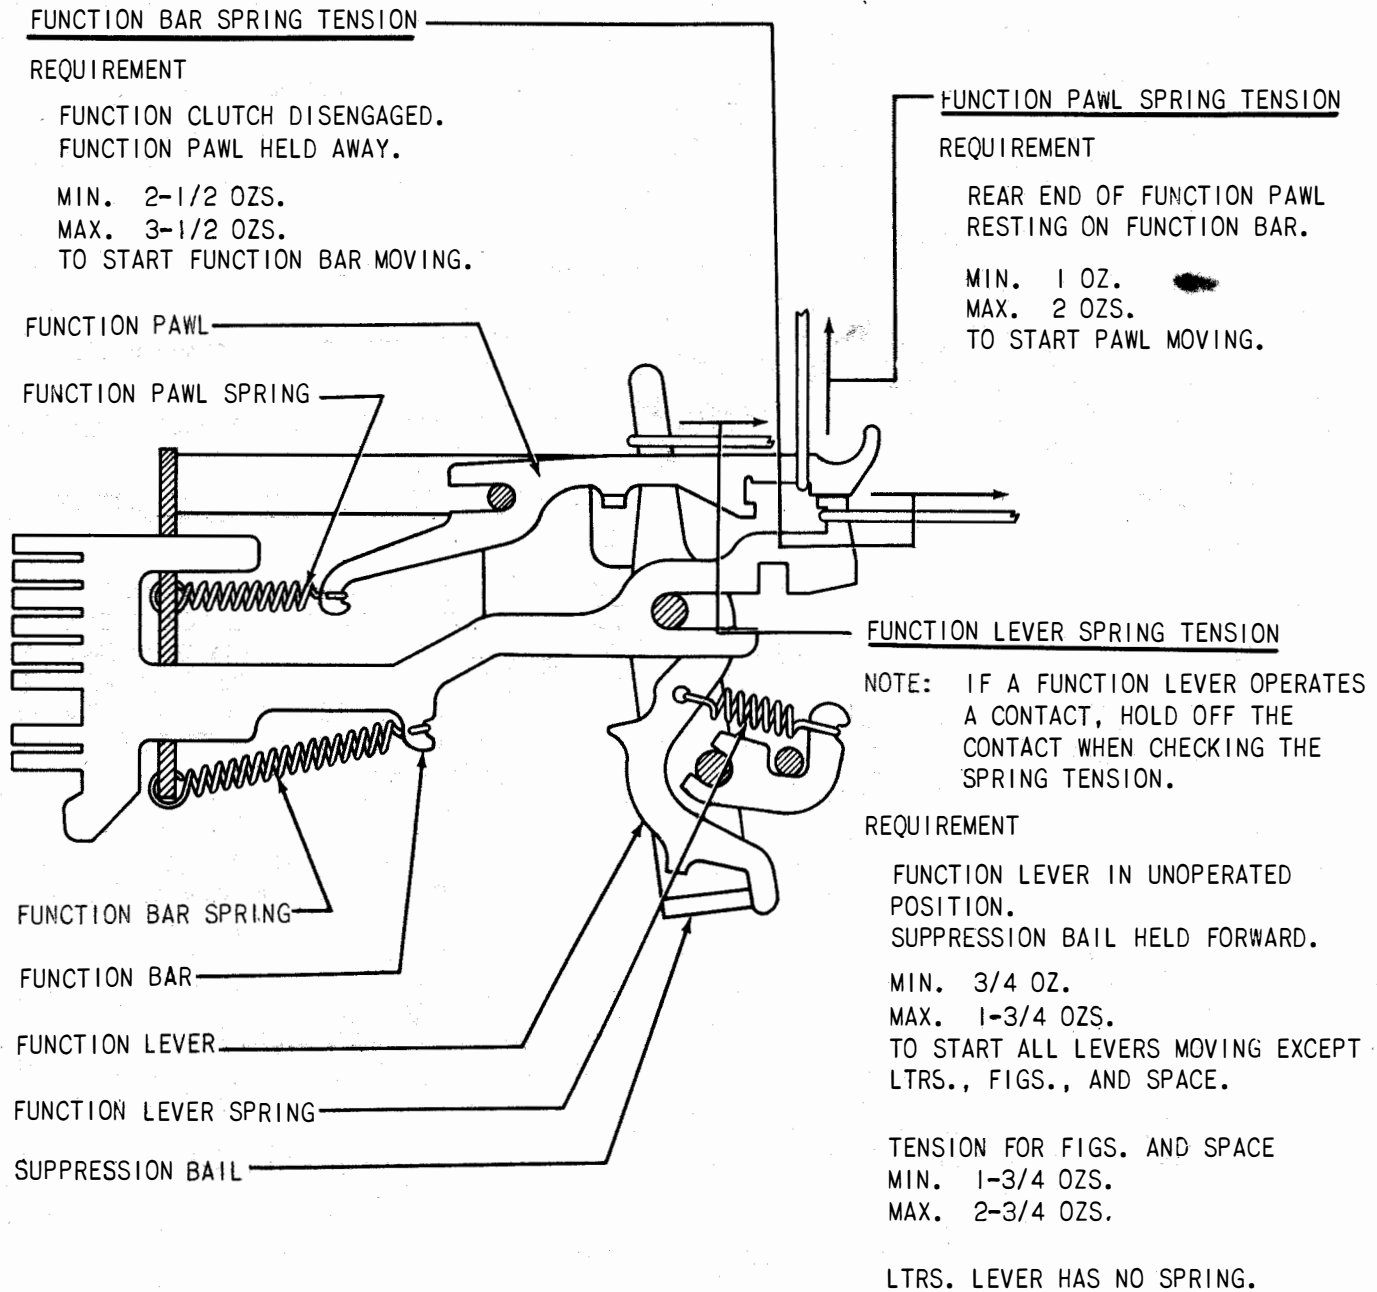 FUNCTION BAR SPRING TENSION
REQUIREMENT
FUNCTION CLUTCH DISENGAGED.
FUNCTION PAWL HELD AWAY.
MIN. 2-1/2 OZS.
MAX. 3-1/2 OZS.
TO START FUNCTION BAR MOVING.
FUNCTION PAWL SPRING TENSION
REQUIREMENT
REAR END OF FUNCTION PAWL
RESTING ON FUNCTION BAR.
MIN. 1 OZ.
MAX. 2 OZS.
TO START PAWL MOVING.
FUNCTION PAWL
FUNCTION PAWL SPRING
FUNCTION BAR SPRING
FUNCTION BAR
FUNCTION LEVER
FUNCTION LEVER SPRING
SUPPRESSION BAIL
FUNCTION LEVER SPRING TENSION
NOTE: IF A FUNCTION LEVER OPERATES
A CONTACT, HOLD OFF THE
CONTACT WHEN CHECKING THE
SPRING TENSION.
REQUIREMENT
FUNCTION LEVER IN UNOPERATED
POSITION.
SUPPRESSION BAIL HELD FORWARD.
MIN. 3/4 OZ.
MAX. 1-3/4 OZS.
TO START ALL LEVERS MOVING EXCEPT
LTRS., FIGS., AND SPACE.
TENSION FOR FIGS. AND SPACE
MIN. 1-3/4 OZS.
MAX. 2-3/4 OZS.
LTRS. LEVER HAS NO SPRING.